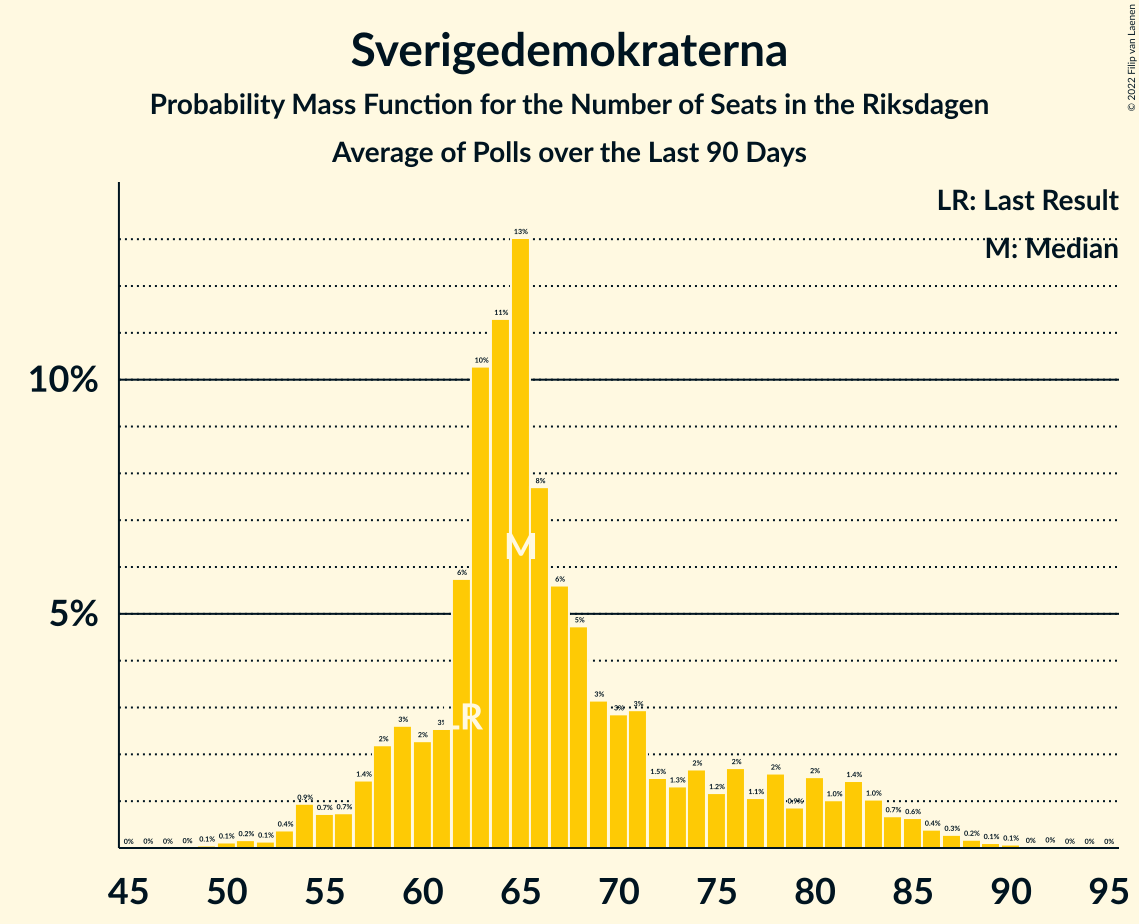 © 2022 Filip van Laenen
Sverigedemokraterna
Probability Mass Function for the Number of Seats in the Riksdagen
Average of Polls over the Last 90 Days
LR: Last Result
M: Median
10%
5%
0% 0% 0% 0% 0.1% 0.1% 0.2% 0.1% 0.4% 0.9% 0.7% 0.7% 1.4% 2% 3% 2% 3% 6% 10% 11% 13% 8% 6% 5% 3% 3% 3% 1.5% 1.3% 2% 1.2% 2% 1.1% 2% 0.9% 2% 1.0% 1.4% 1.0% 0.7% 0.6% 0.4% 0.3% 0.2% 0.1% 0.1% 0% 0% 0% 0% 0%
M
LR
45 50 55 60 65 70 75 80 85 90 95